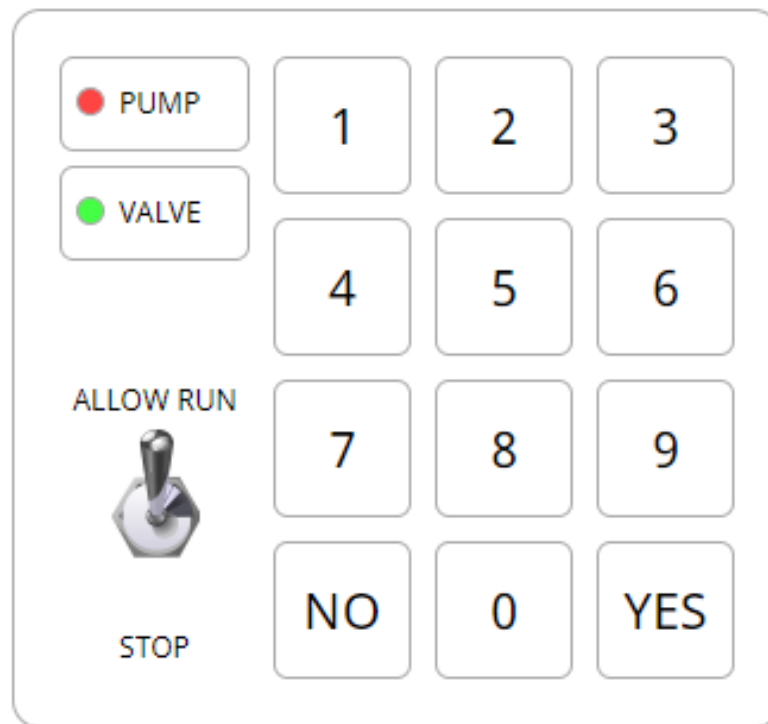 PUMP
VALVE
ALLOW RUN
STOP
1 2 3
4 5 6
7 8 9
NO 0 YES